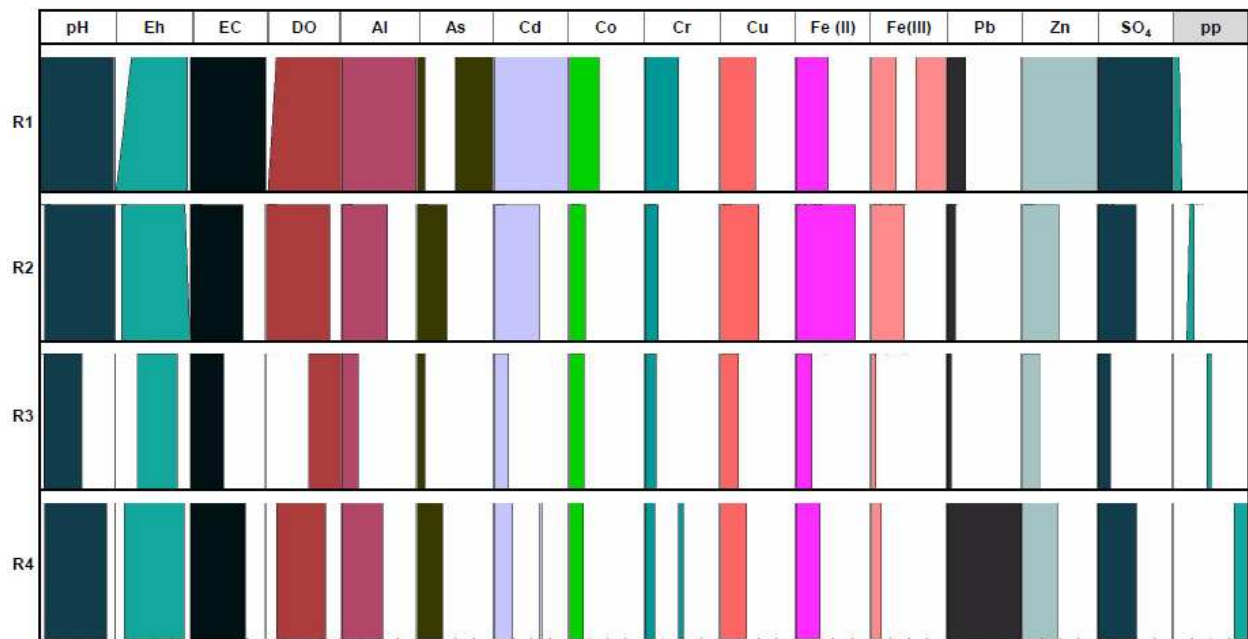 pH Eh EC DO Al As Cd Co Cr Cu Fe (II) Fe(III) Pb Zn SO₄ pp
R1
R2
R3
R4